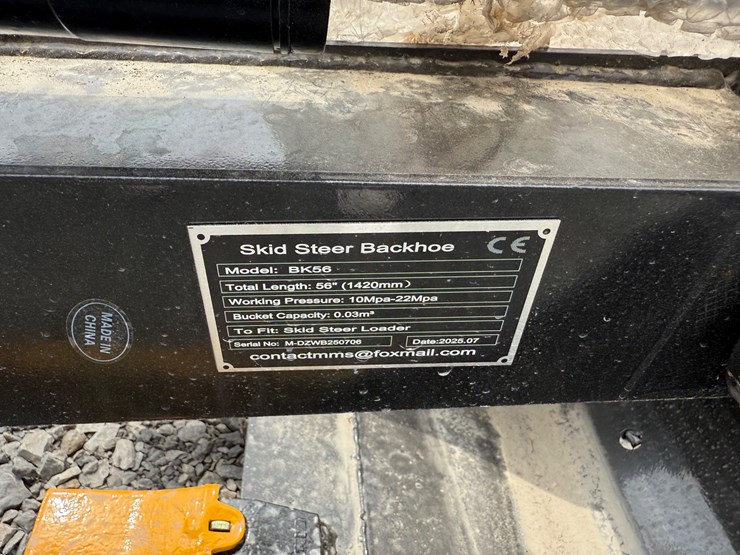 Skid Steer Backhoe CE
Model: BK56
Total Length: 56" (1420mm)
Working Pressure: 10Mpa-22Mpa
Bucket Capacity: 0.03m³
To Fit: Skid Steer Loader
Serial No: M-DZWB250706 Date:2025.07
contactmms@foxmail.com
MADE IN
CHINA